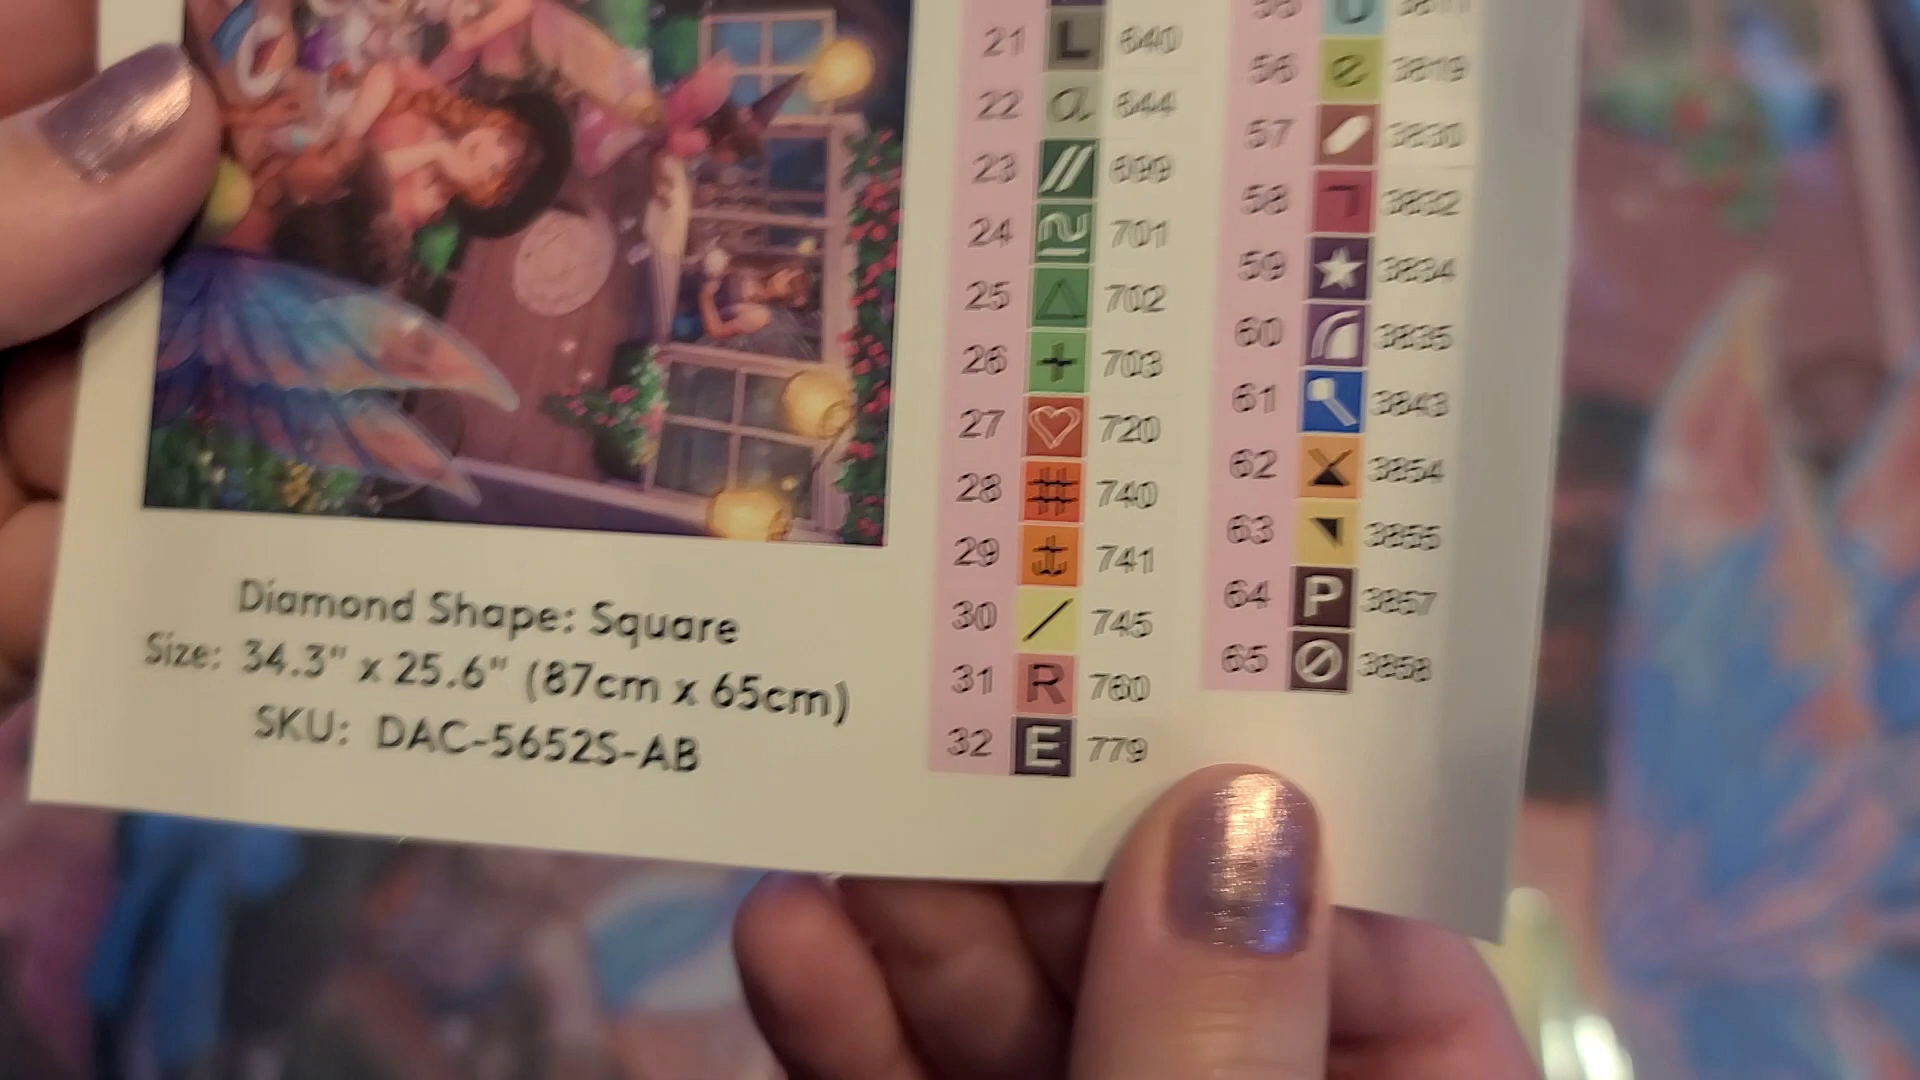 Diamond Shape: Square
Size: 34.3" x 25.6" (87cm x 65cm)
SKU: DAC-5652S-AB
21 L 640
22 α 644
23 699
24 701
25 702
26 + 703
27 720
28 740
29 741
30 / 745
31 R 760
32 E 779
55 U 3811
56 3819
57 3830
58 3832
59 3834
60 3835
61 3843
62 3854
63 3855
64 P 3857
65 3858